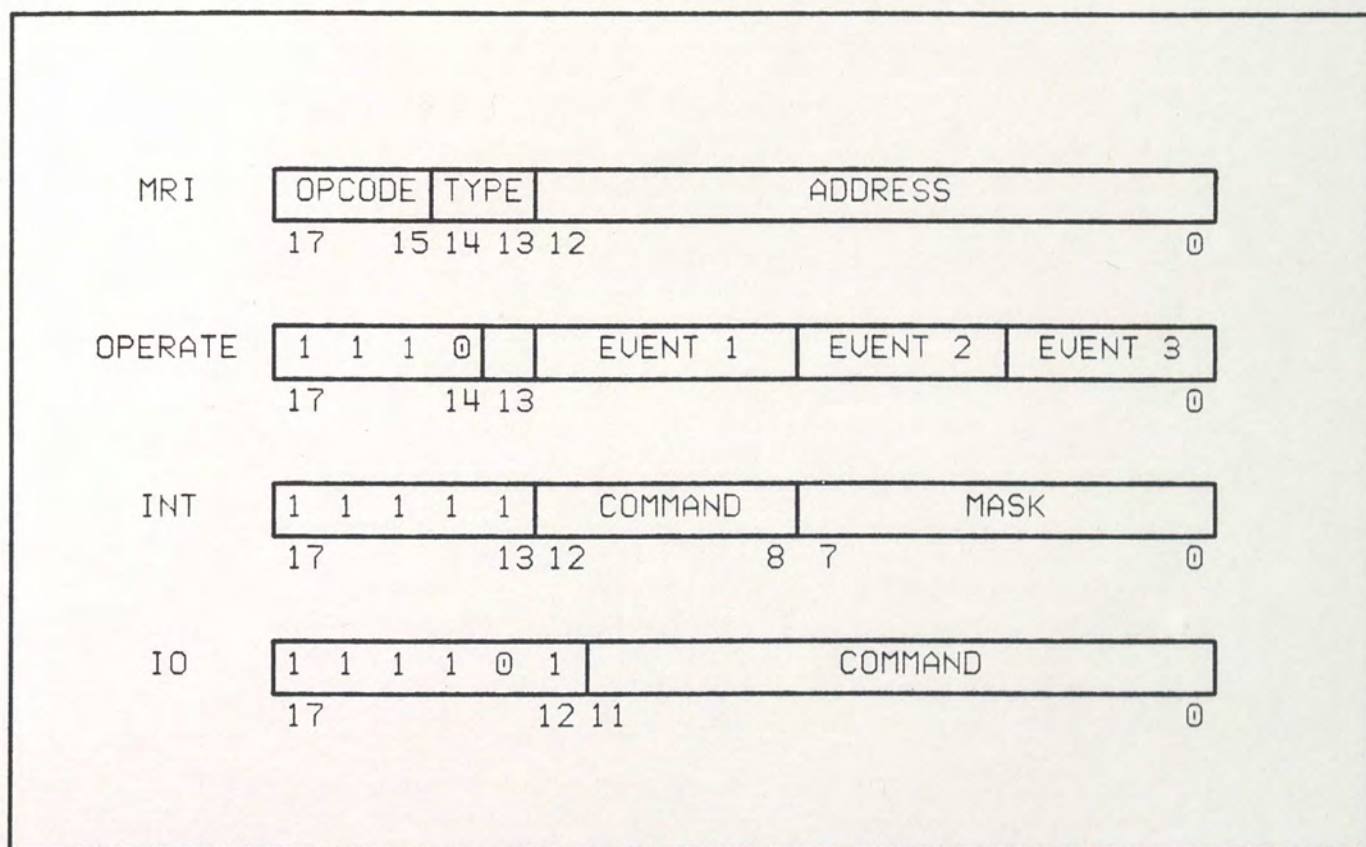 MRI OPCODE TYPE ADDRESS
17 15 14 13 12 0
OPERATE 1 1 1 0 EVENT 1 EVENT 2 EVENT 3
17 14 13 0
INT 1 1 1 1 1 COMMAND MASK
17 13 12 8 7 0
IO 1 1 1 1 0 1 COMMAND
17 12 11 0